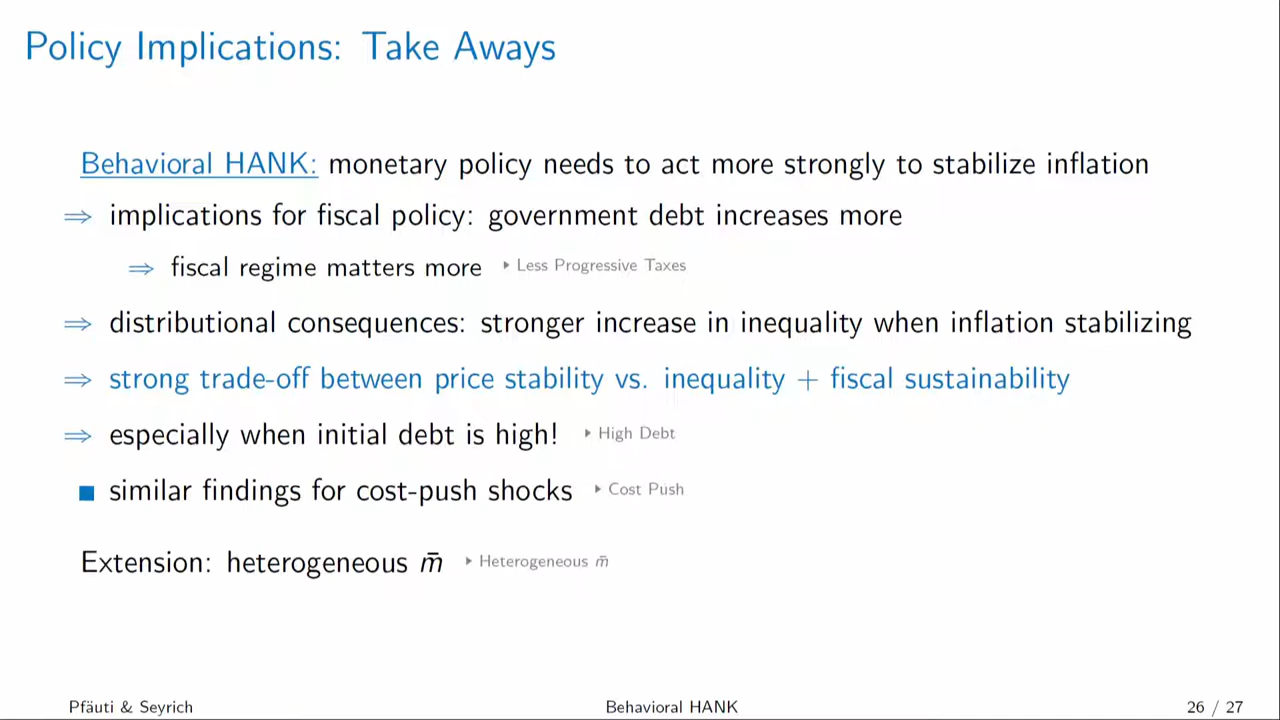 Policy Implications: Take Aways
Behavioral HANK: monetary policy needs to act more strongly to stabilize inflation
⇒ implications for fiscal policy: government debt increases more
⇒ fiscal regime matters more ▸ Less Progressive Taxes
⇒ distributional consequences: stronger increase in inequality when inflation stabilizing
⇒ strong trade-off between price stability vs. inequality + fiscal sustainability
⇒ especially when initial debt is high! ▸ High Debt
■ similar findings for cost-push shocks ▸ Cost Push
Extension: heterogeneous m̄ ▸ Heterogeneous m̄
Pfäuti & Seyrich Behavioral HANK 26 / 27